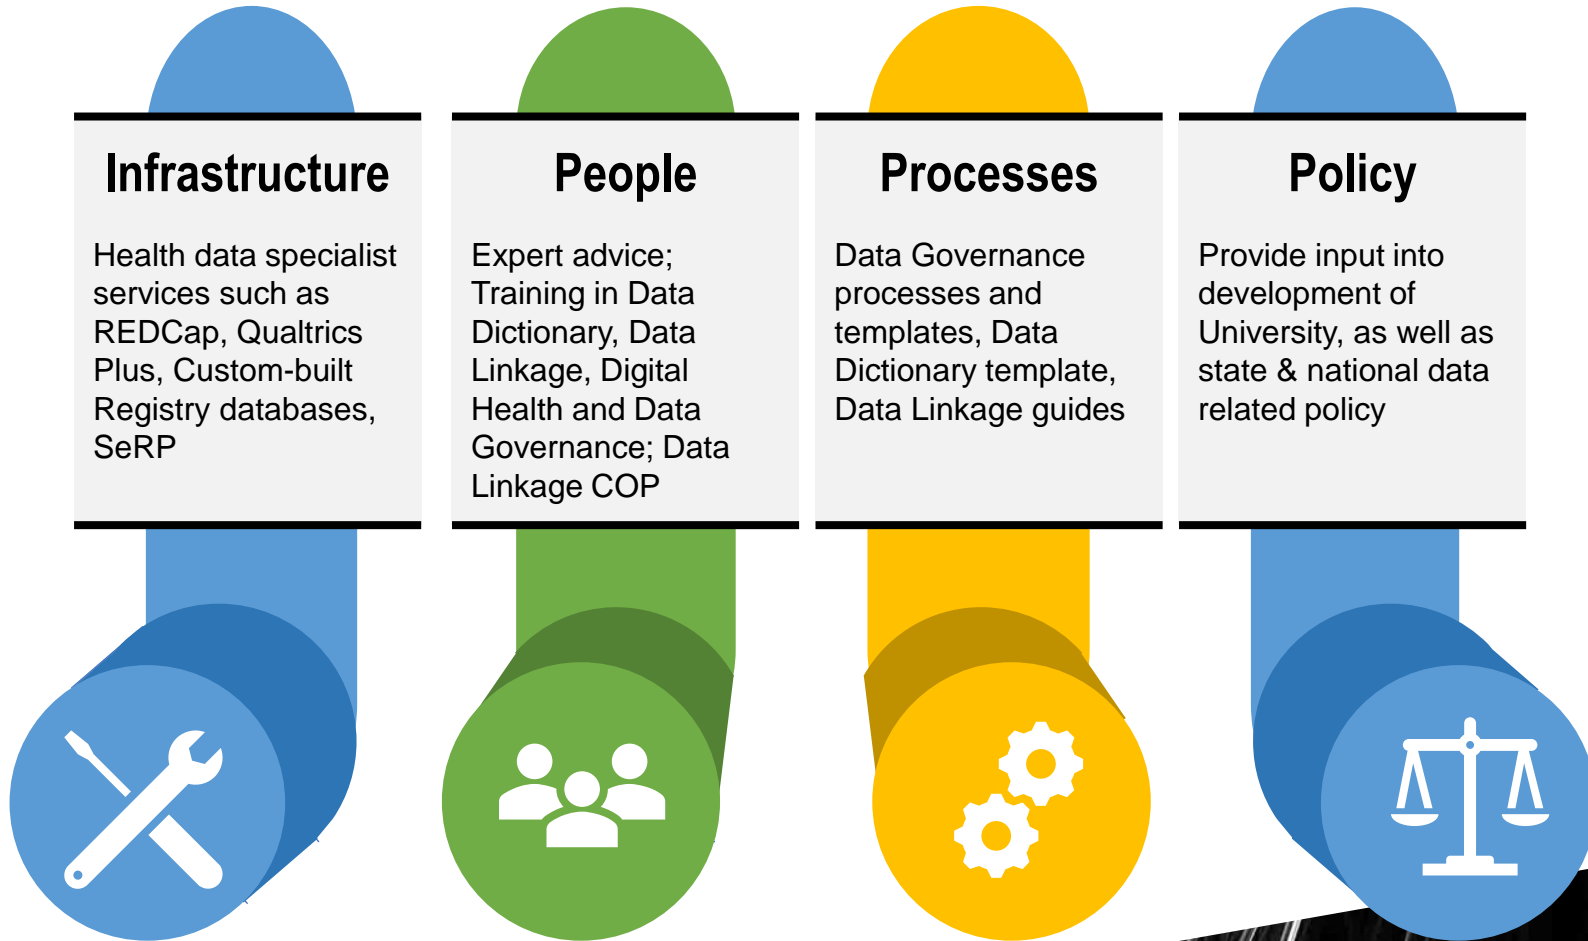 Infrastructure
Health data specialist
services such as
REDCap, Qualtrics
Plus, Custom-built
Registry databases,
SeRP
People
Expert advice;
Training in Data
Dictionary, Data
Linkage, Digital
Health and Data
Governance; Data
Linkage COP
Processes
Data Governance
processes and
templates, Data
Dictionary template,
Data Linkage guides
Policy
Provide input into
development of
University, as well as
state & national data
related policy